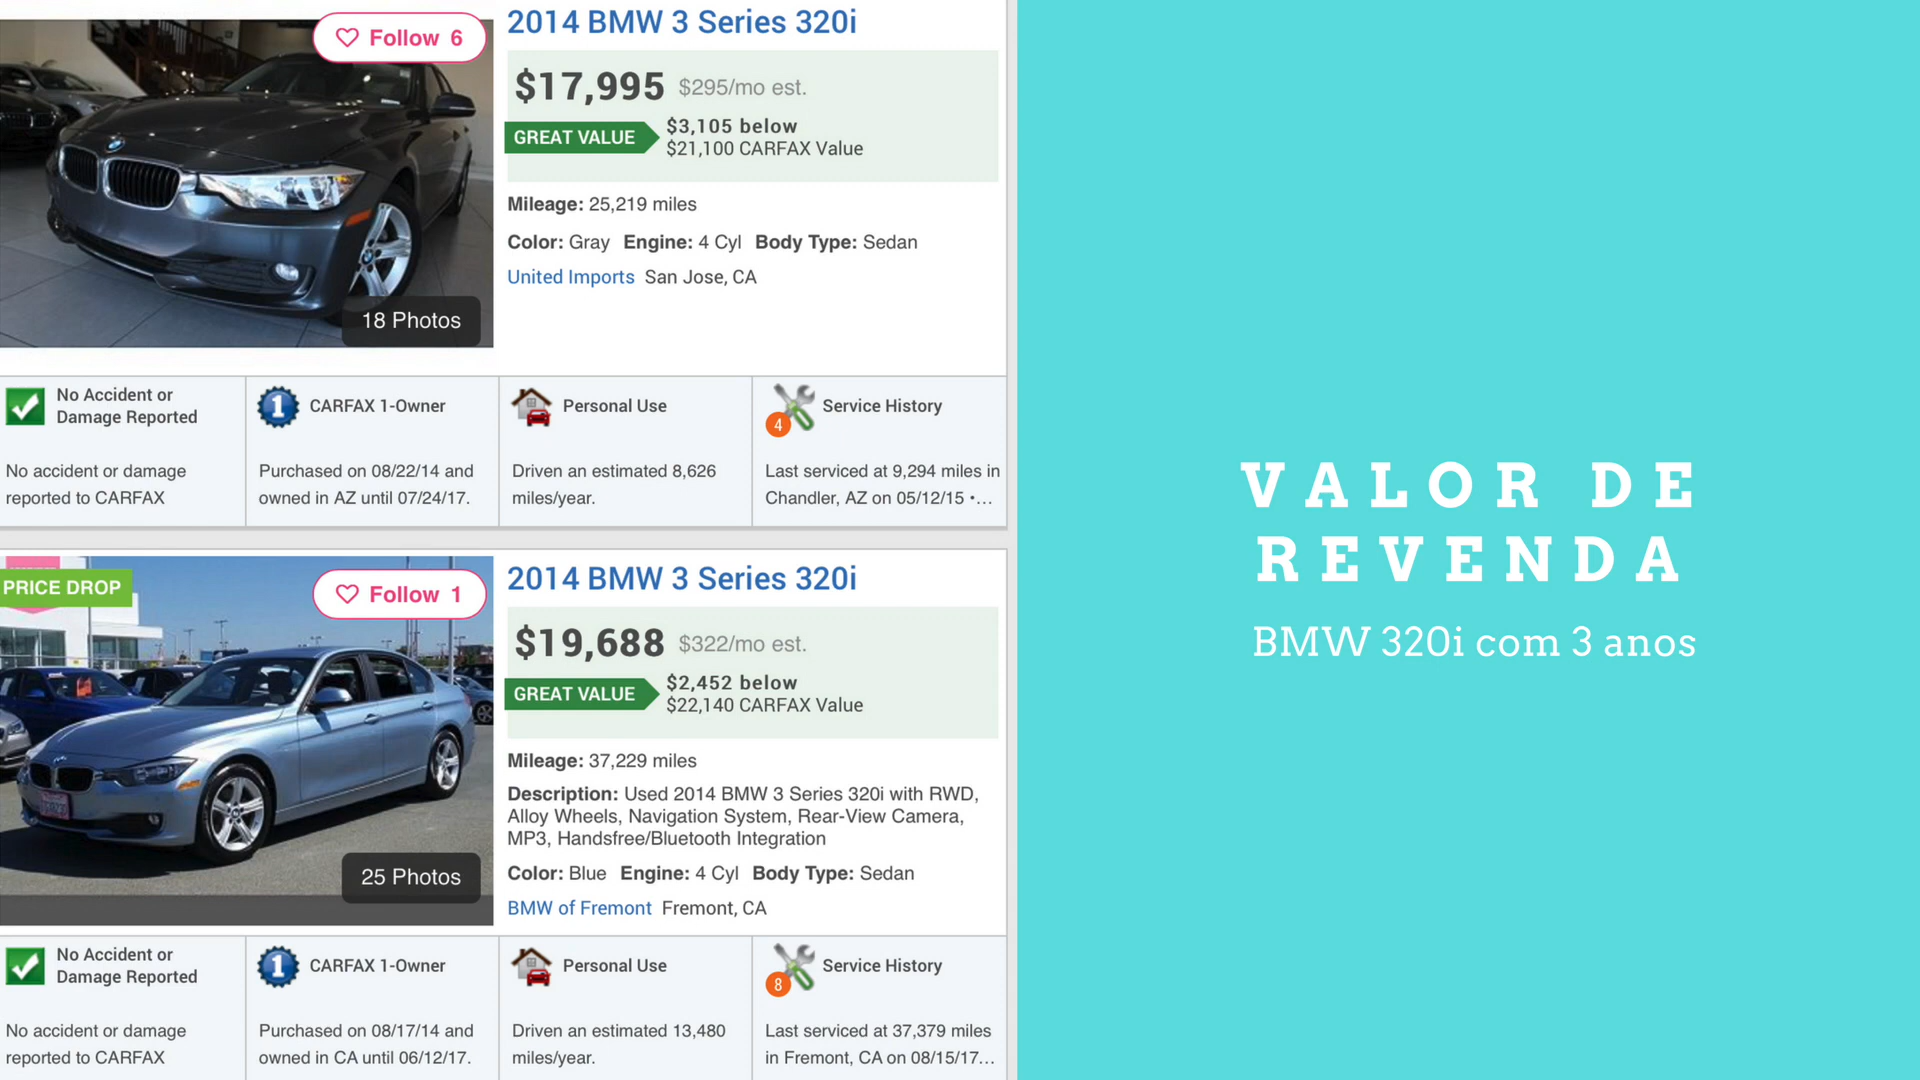 Follow 6
18 Photos
2014 BMW 3 Series 320i
$17,995 $295/mo est.
GREAT VALUE
$3,105 below
$21,100 CARFAX Value
Mileage: 25,219 miles
Color: Gray Engine: 4 Cyl Body Type: Sedan
United Imports San Jose, CA
No Accident or
Damage Reported
No accident or damage
reported to CARFAX
1
CARFAX 1-Owner
Purchased on 08/22/14 and
owned in AZ until 07/24/17.
Personal Use
Driven an estimated 8,626
miles/year.
4
Service History
Last serviced at 9,294 miles in
Chandler, AZ on 05/12/15 •...
PRICE DROP
Follow 1
25 Photos
2014 BMW 3 Series 320i
$19,688 $322/mo est.
GREAT VALUE
$2,452 below
$22,140 CARFAX Value
Mileage: 37,229 miles
Description: Used 2014 BMW 3 Series 320i with RWD,
Alloy Wheels, Navigation System, Rear-View Camera,
MP3, Handsfree/Bluetooth Integration
Color: Blue Engine: 4 Cyl Body Type: Sedan
BMW of Fremont Fremont, CA
No Accident or
Damage Reported
No accident or damage
reported to CARFAX
1
CARFAX 1-Owner
Purchased on 08/17/14 and
owned in CA until 06/12/17.
Personal Use
Driven an estimated 13,480
miles/year.
8
Service History
Last serviced at 37,379 miles
in Fremont, CA on 08/15/17...
VALOR DE
REVENDA
BMW 320i com 3 anos